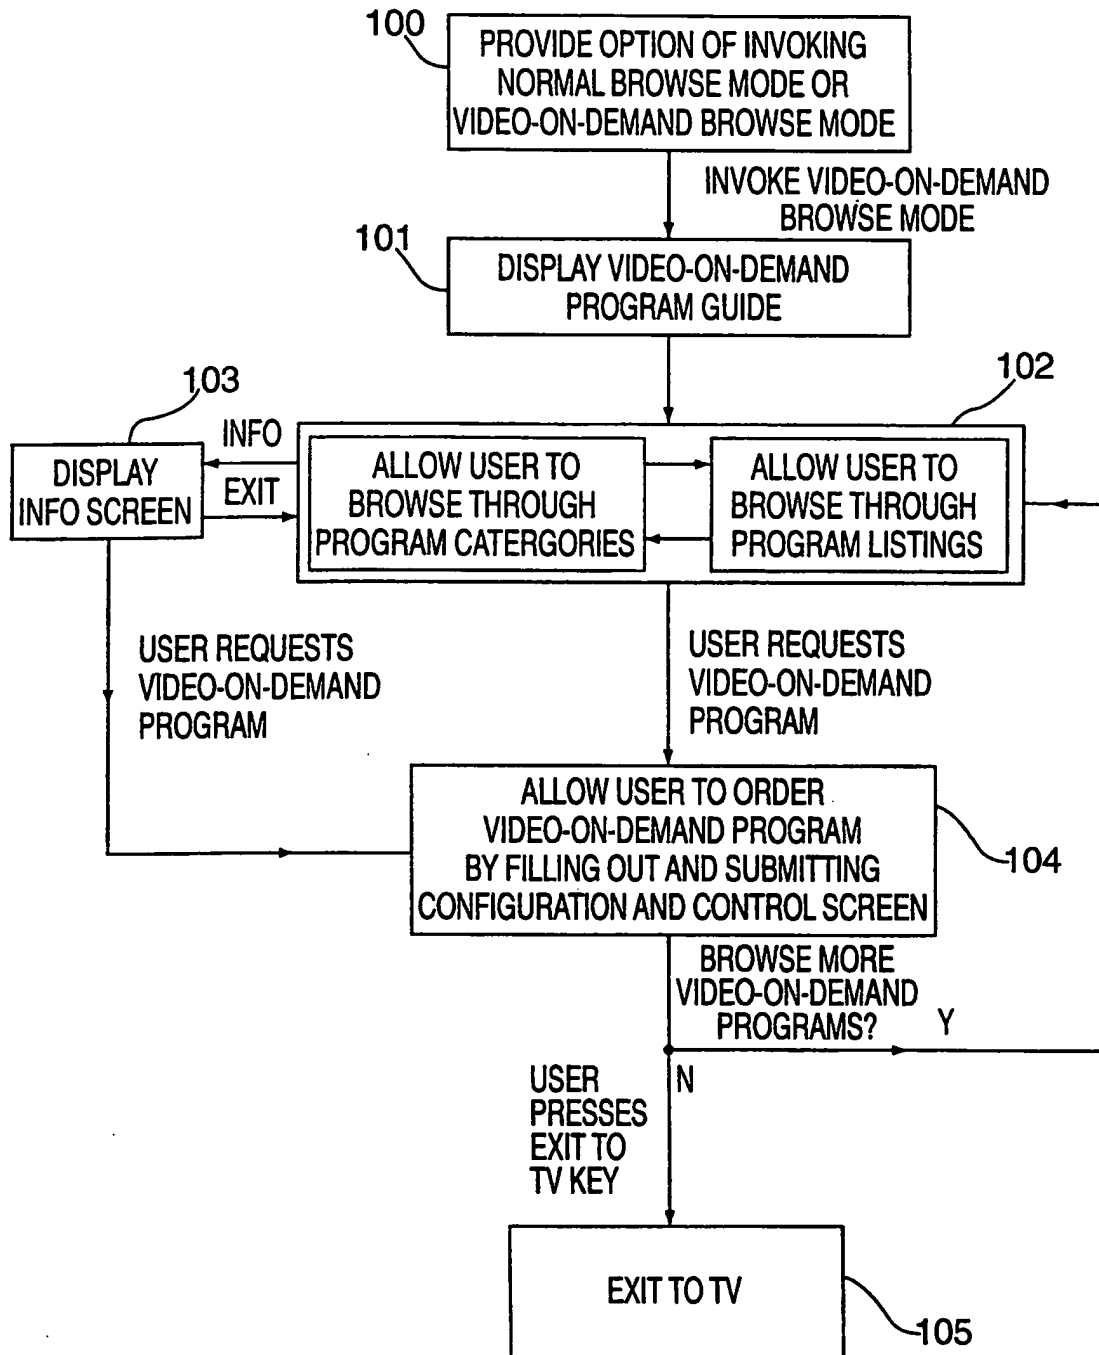 100
PROVIDE OPTION OF INVOKING
NORMAL BROWSE MODE OR
VIDEO-ON-DEMAND BROWSE MODE
INVOKE VIDEO-ON-DEMAND
BROWSE MODE
101
DISPLAY VIDEO-ON-DEMAND
PROGRAM GUIDE
103
102
DISPLAY
INFO SCREEN
INFO
EXIT
ALLOW USER TO
BROWSE THROUGH
PROGRAM CATERGORIES
ALLOW USER TO
BROWSE THROUGH
PROGRAM LISTINGS
USER REQUESTS
VIDEO-ON-DEMAND
PROGRAM
USER REQUESTS
VIDEO-ON-DEMAND
PROGRAM
ALLOW USER TO ORDER
VIDEO-ON-DEMAND PROGRAM
BY FILLING OUT AND SUBMITTING
CONFIGURATION AND CONTROL SCREEN
104
BROWSE MORE
VIDEO-ON-DEMAND
PROGRAMS?
Y
N
USER
PRESSES
EXIT TO
TV KEY
EXIT TO TV
105